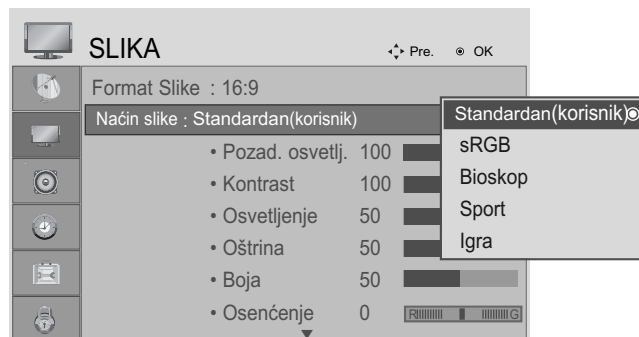 SLIKA
Pre. OK
Format Slike : 16:9
Naćin slike : Standardan(korisnik)
• Pozad. osvetlj. 100
• Kontrast 100
• Osvetljenje 50
• Oštrina 50
• Boja 50
• Osenćenje 0 R G
Standardan(korisnik)
sRGB
Bioskop
Sport
Igra